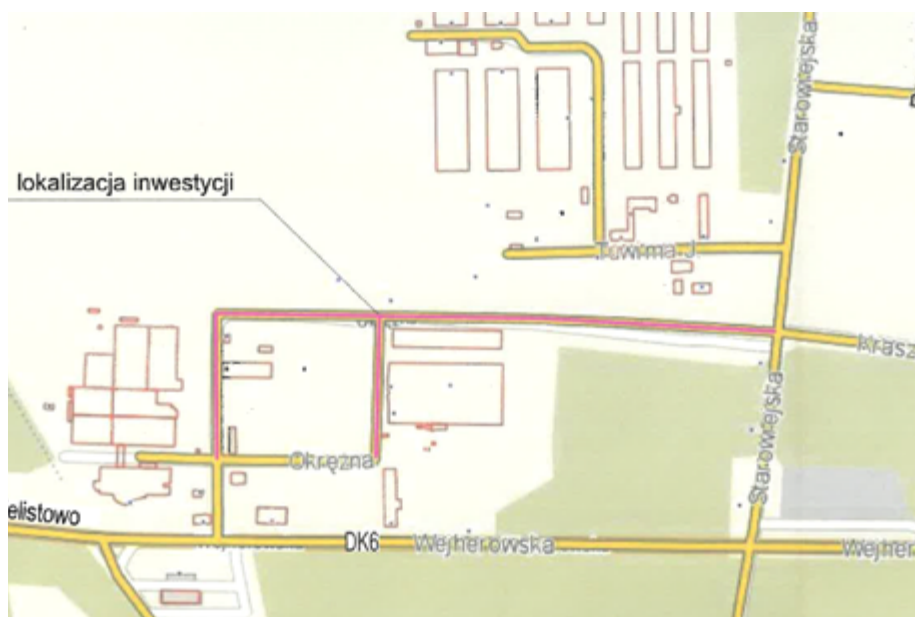 Starowiejska
lokalizacja inwestycji
Tuwima J.
Krasz
Starowiejska
Okrężna
elistowo
DK6
Wejherowska
Wejher